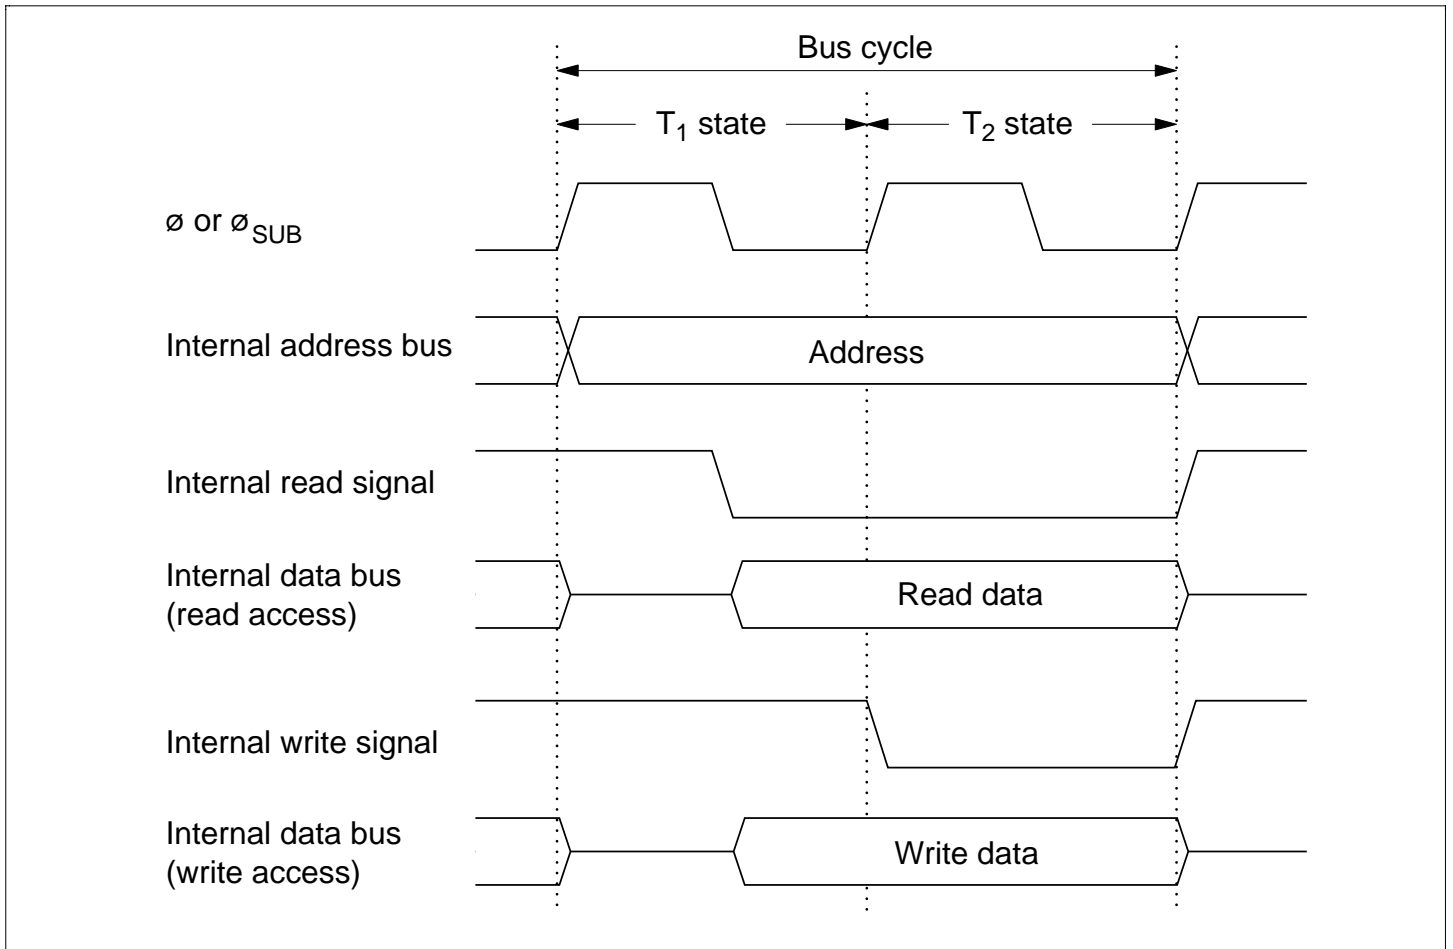 Bus cycle
T₁ state
T₂ state
ø or ø_SUB
Internal address bus
Address
Internal read signal
Internal data bus
(read access)
Read data
Internal write signal
Internal data bus
(write access)
Write data